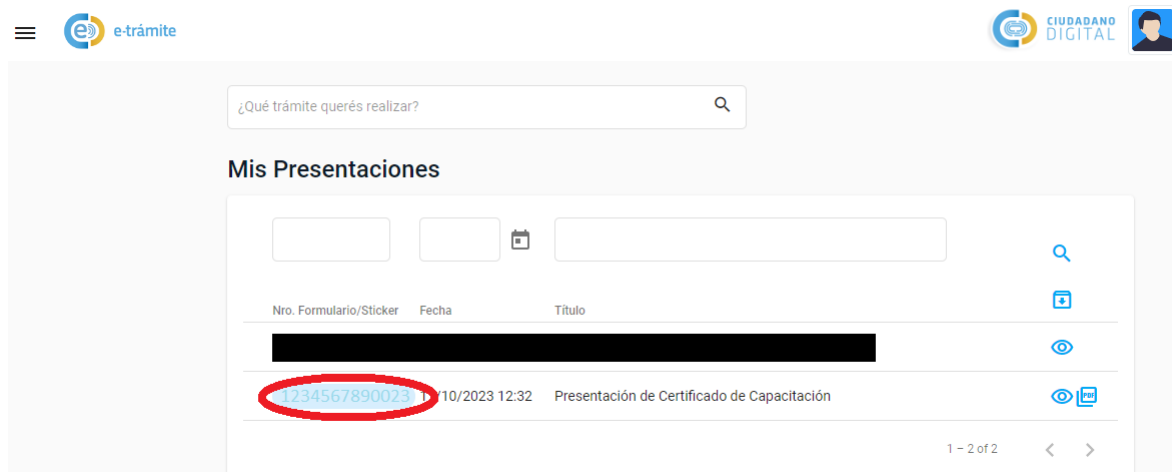 e-trámite
CIUDADANO
DIGITAL
¿Qué trámite querés realizar?
Mis Presentaciones
Nro. Formulario/Sticker Fecha Título
1234567890023 /10/2023 12:32 Presentación de Certificado de Capacitación
PDF
1 – 2 of 2